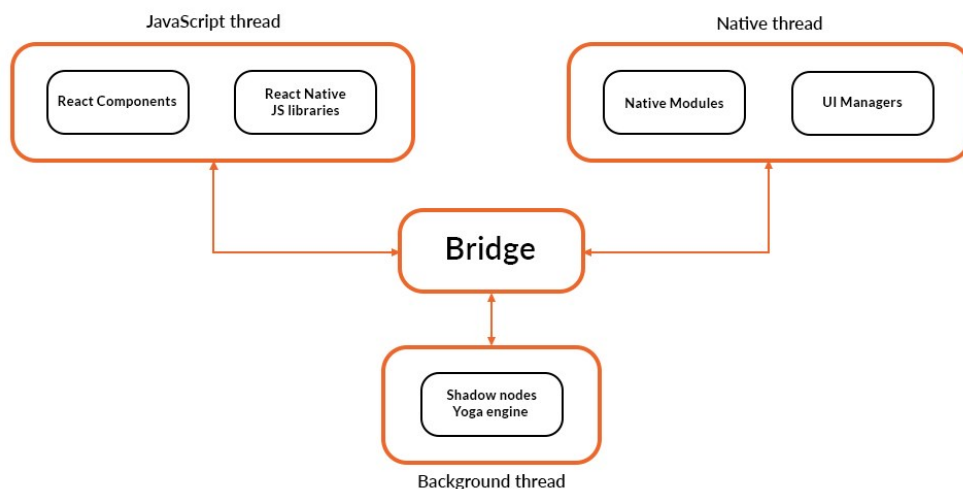 JavaScript thread
Native thread
React Components
React Native
JS libraries
Native Modules
UI Managers
Bridge
Shadow nodes
Yoga engine
Background thread